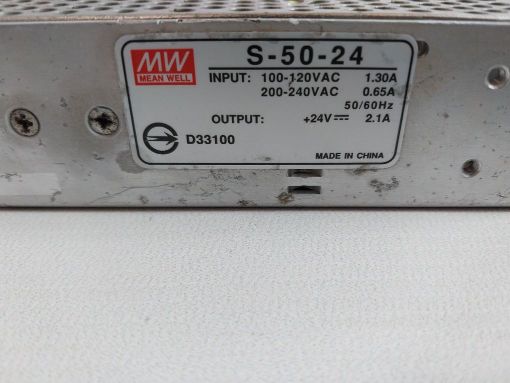 MW
MEAN WELL
S-50-24
INPUT: 100-120VAC 1.30A
200-240VAC 0.65A
50/60Hz
OUTPUT: +24V⎓ 2.1A
D33100
MADE IN CHINA